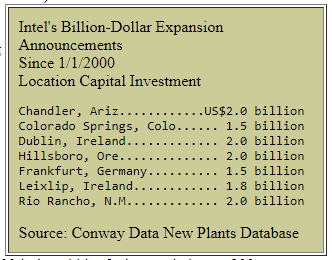 Intel's Billion-Dollar Expansion
Announcements
Since 1/1/2000
Location Capital Investment
Chandler, Ariz............US$2.0 billion
Colorado Springs, Colo...... 1.5 billion
Dublin, Ireland............. 2.0 billion
Hillsboro, Ore.............. 2.0 billion
Frankfurt, Germany.......... 1.5 billion
Leixlip, Ireland............ 1.8 billion
Rio Rancho, N.M............. 2.0 billion
Source: Conway Data New Plants Database